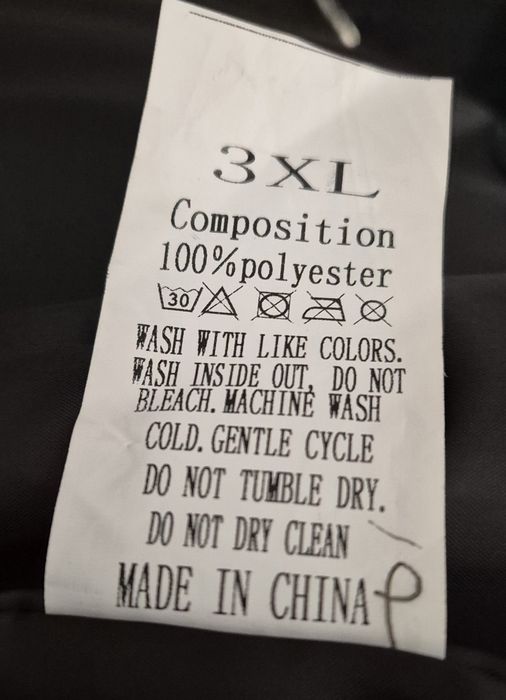 3XL
Composition
100%polyester
30
WASH WITH LIKE COLORS.
WASH INSIDE OUT, DO NOT
BLEACH. MACHINE WASH
COLD. GENTLE CYCLE
DO NOT TUMBLE DRY.
DO NOT DRY CLEAN
MADE IN CHINA